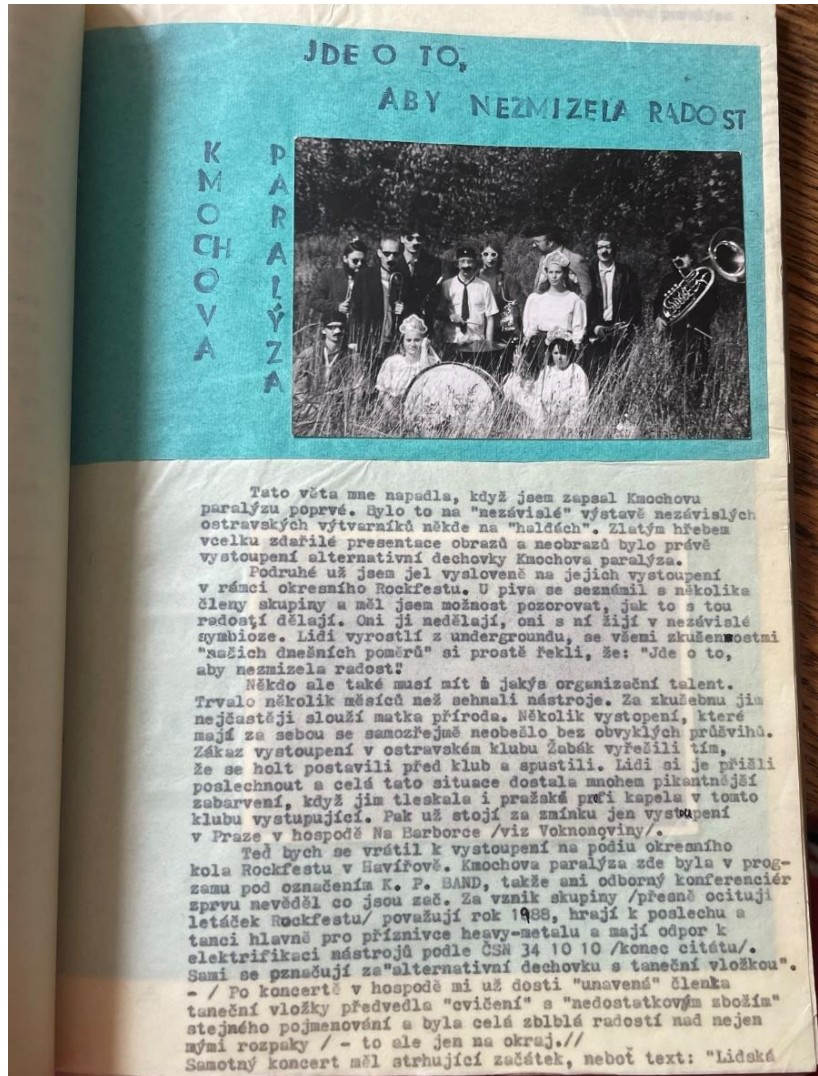 JDE O TO,
ABY NEZMIZELA RADOST
KMOCHOVA
PARALÝZA
Tato věta mne napadla, když jsem zapsal Kmochovu
paralýzu poprvé. Bylo to na "nezávislé" výstavě nezávislých
ostravských výtvarníků někde na "haldách". Zlatým hřebem
vcelku zdařilé presentace obrazů a neobrazů bylo právě
vystoupení alternativní dechovky Kmochova paralýza.
Podruhé už jsem jel vysloveně na jejich vystoupení
v rámci okresního Rockfestu. U piva se seznámil s několika
členy skupiny a měl jsem možnost pozorovat, jak to s tou
radostí dělají. Oni ji nedělají, oni s ní žijí v nezávislé
symbioze. Lidi vyrostlí z undergroundu, se všemi zkušenostmi
"našich dnešních poměrů" si prostě řekli, že: "Jde o to,
aby nezmizela radost"
Někdo ale také musí mít jakýs organizační talent.
Trvalo několik měsíců než sehnali nástroje. Za zkušebnu jim
nejčastěji slouží matka příroda. Několik vystopení, které
mají za sebou se samozřejmě neobešlo bez obvyklých průšvihů.
Zákaz vystoupení v ostravském klubu Žabák vyřešili tím,
že se holt postavili před klub a spustili. Lidi si je přišli
poslechnout a celá tato situace dostala mnohem pikantnější
zabarvení, když jim tleskala i pražská profi kapela v tomto
klubu vystupující. Pak už stojí za zmínku jen vystoupení
v Praze v hospodě Na Barborce /viz Voknonoviny/.
Teď bych se vrátil k vystoupení na podiu okresního
kola Rockfestu v Havířově. Kmochova paralýza zde byla v prog-
zamu pod označením K. P. BAND, takže ani odborný konferenciér
zprvu nevěděl co jsou zač. Za vznik skupiny /přesně ocituji
letáček Rockfestu/ považují rok 1988, hrají k poslechu a
tanci hlavně pro příznivce heavy-metalu a mají odpor k
elektrifikaci nástrojů podle ČSN 34 10 10 /konec citátu/.
Sami se pznačují za"alternativní dechovku s taneční vložkou".
- / Po koncertě v hospodě mi už dosti "unavená" členka
taneční vložky předvedla "cvičení" s "nedostatkovým zbožím"
stejného pojmenování a byla celá zblblá radostí nad nejen
mými rozpaky / - to ale jen na okraj.//
Samotný koncert měl strhující začátek, neboť text: "Lidská